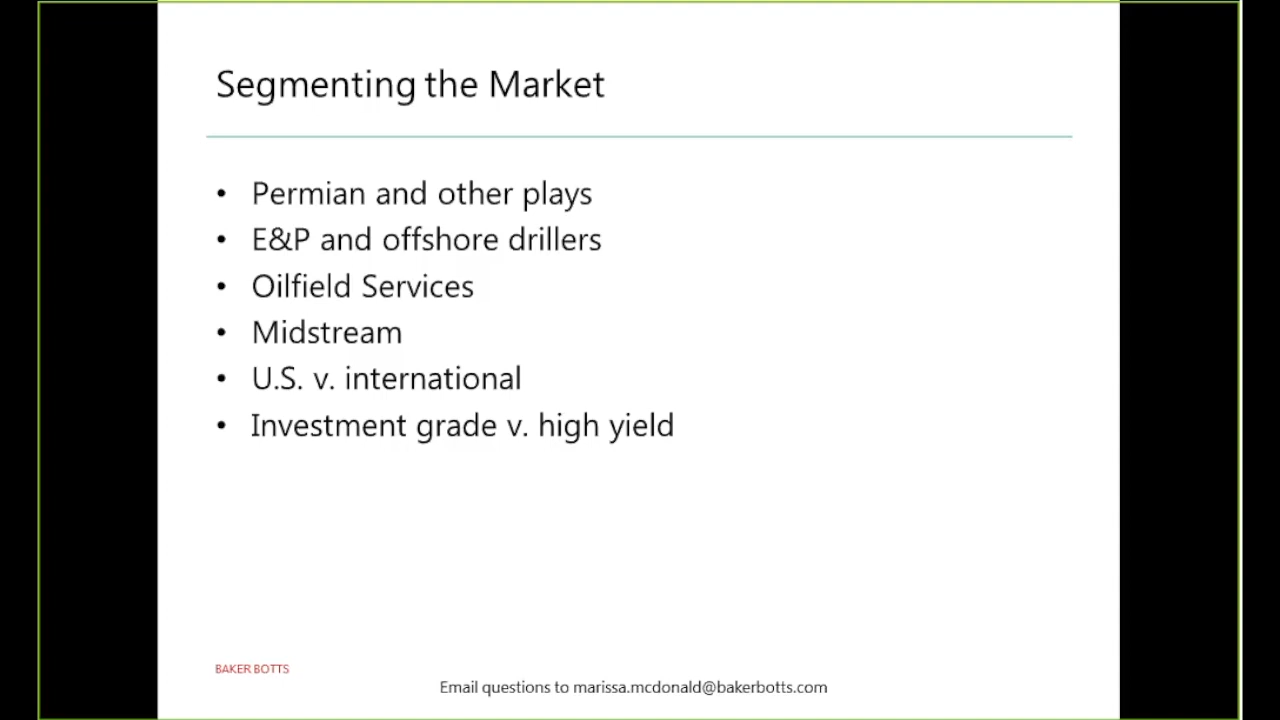 Segmenting the Market
• Permian and other plays
• E&P and offshore drillers
• Oilfield Services
• Midstream
• U.S. v. international
• Investment grade v. high yield
BAKER BOTTS
Email questions to marissa.mcdonald@bakerbotts.com